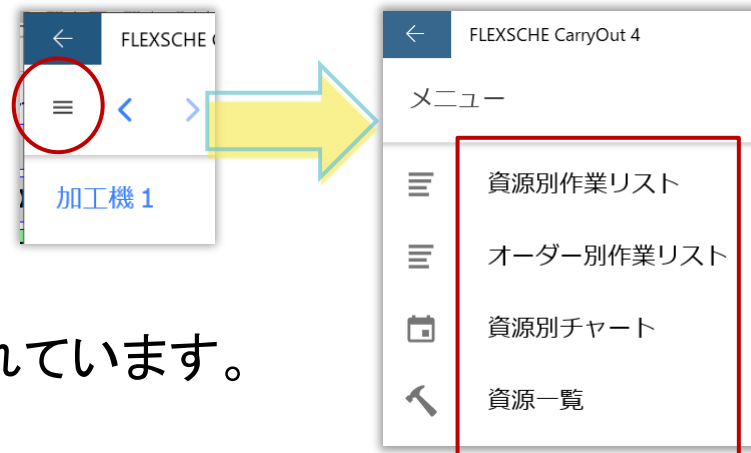 FLEXSCHE
加工機 1
FLEXSCHE CarryOut 4
メニュー
資源別作業リスト
オーダー別作業リスト
資源別チャート
資源一覧
れています。